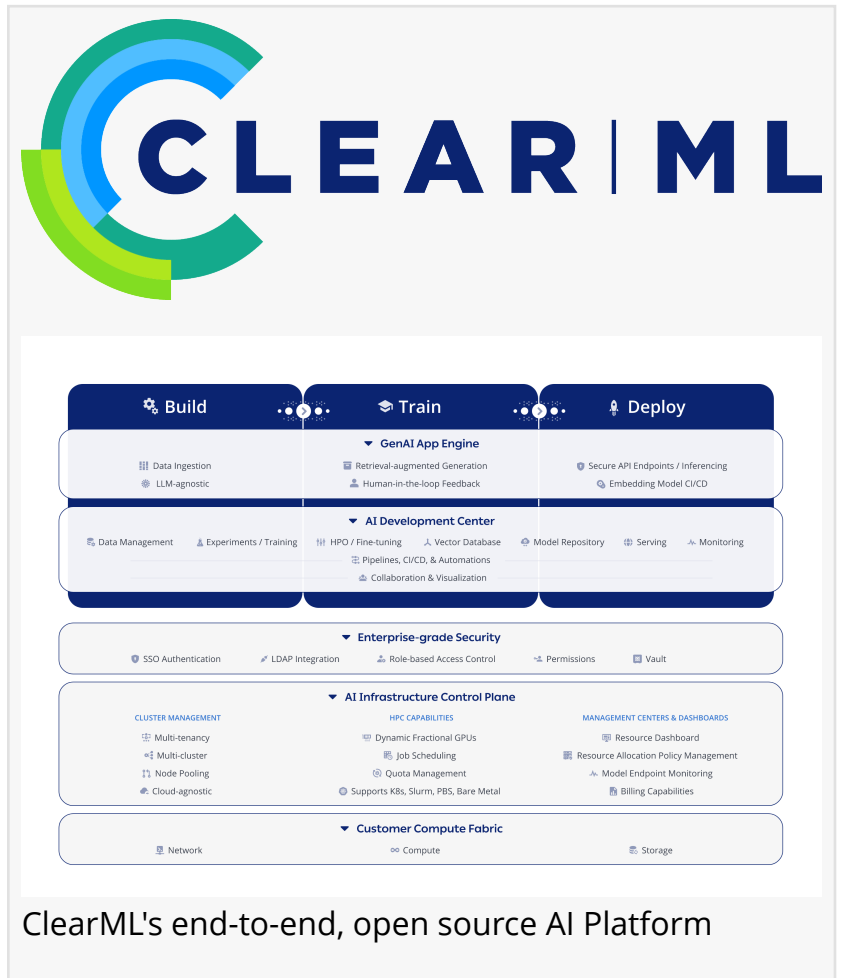 CLEAR|ML
Build Train Deploy
GenAI App Engine
Data Ingestion Retrieval-augmented Generation Secure API Endpoints / Inferencing
LLM-agnostic Human-in-the-loop Feedback Embedding Model CI/CD
AI Development Center
Data Management Experiments / Training HPO / Fine-tuning Vector Database Model Repository Serving Monitoring
Pipelines, CI/CD, & Automations
Collaboration & Visualization
Enterprise-grade Security
SSO Authentication LDAP Integration Role-based Access Control Permissions Vault
AI Infrastructure Control Plane
CLUSTER MANAGEMENT HPC CAPABILITIES MANAGEMENT CENTERS & DASHBOARDS
Multi-tenancy Dynamic Fractional GPUs Resource Dashboard
Multi-cluster Job Scheduling Resource Allocation Policy Management
Node Pooling Quota Management Model Endpoint Monitoring
Cloud-agnostic Supports K8s, Slurm, PBS, Bare Metal Billing Capabilities
Customer Compute Fabric
Network Compute Storage
ClearML's end-to-end, open source AI Platform